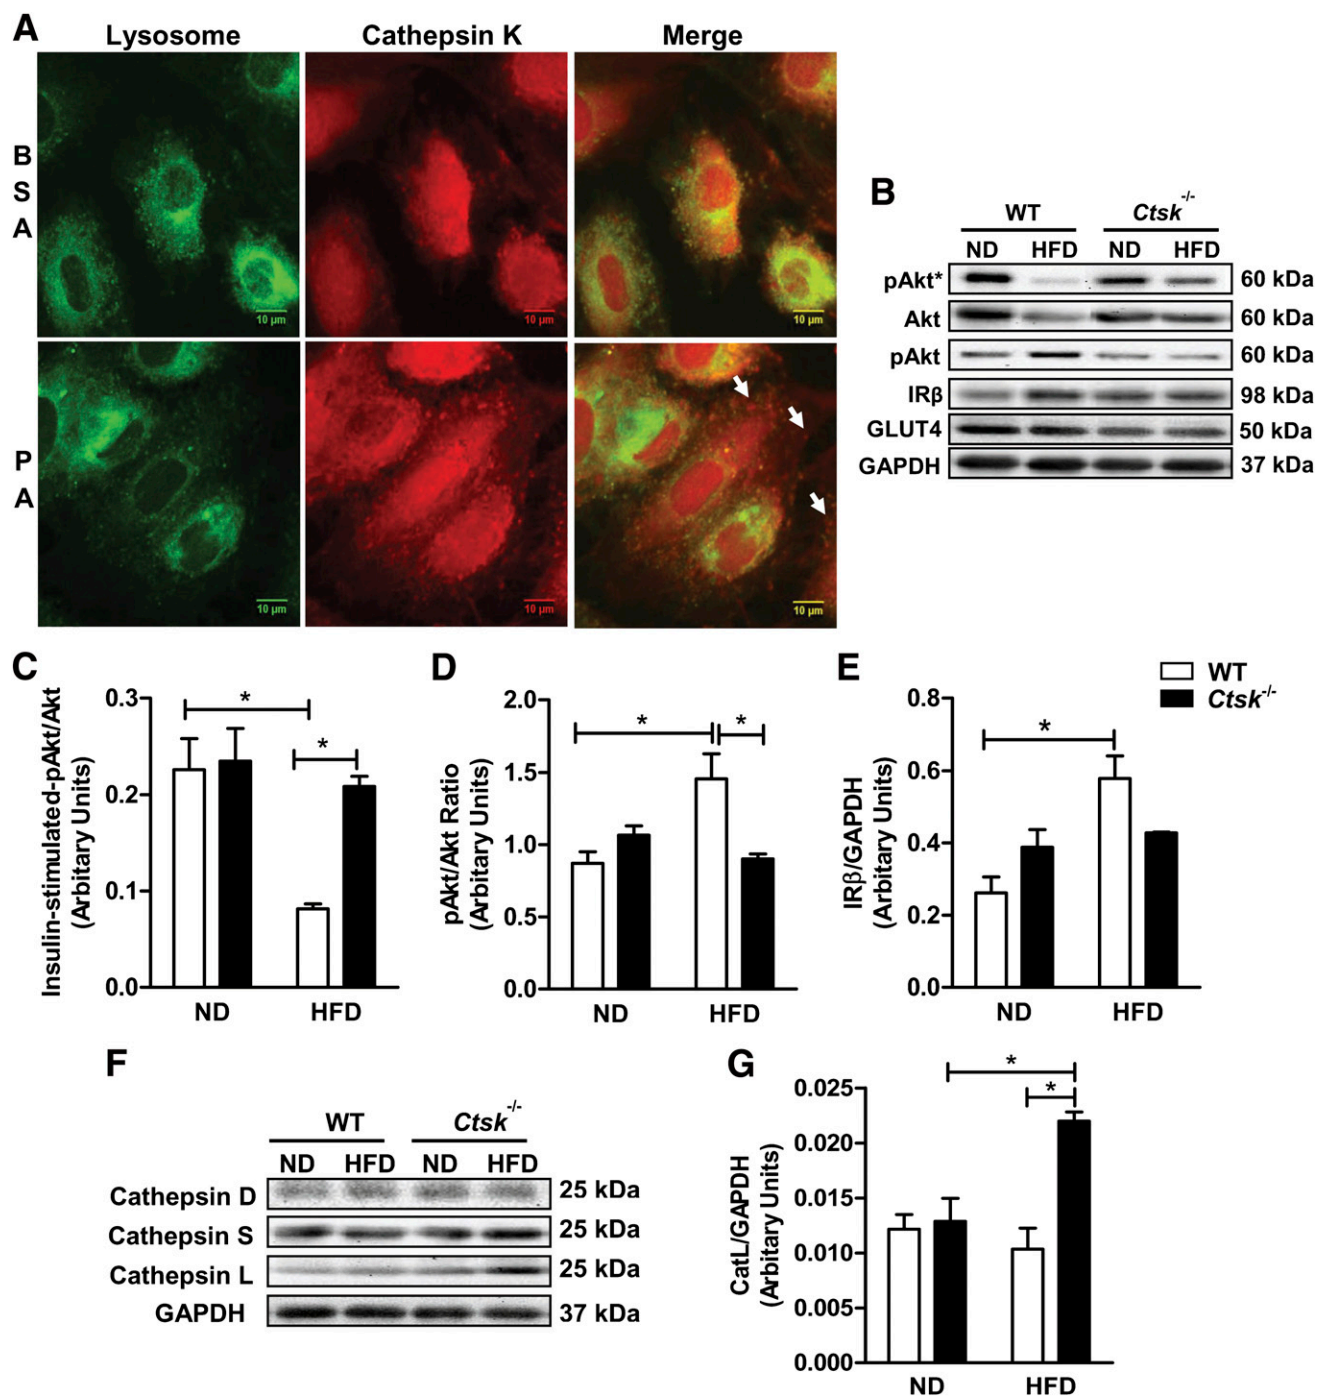 A
Lysosome Cathepsin K Merge
B
S
A
10 µm 10 µm 10 µm
P
A
10 µm 10 µm 10 µm
B
WT Ctsk-/-
ND HFD ND HFD
pAkt* 60 kDa
Akt 60 kDa
pAkt 60 kDa
IRβ 98 kDa
GLUT4 50 kDa
GAPDH 37 kDa
C
Insulin-stimulated-pAkt/Akt
(Arbitary Units)
0.3
0.2
0.1
0.0
* *
ND HFD
D
pAkt/Akt Ratio
(Arbitary Units)
2.0
1.5
1.0
0.5
0.0
* *
ND HFD
E
IRβ/GAPDH
(Arbitary Units)
0.8
0.6
0.4
0.2
0.0
*
ND HFD
WT
Ctsk-/-
F
WT Ctsk-/-
ND HFD ND HFD
Cathepsin D 25 kDa
Cathepsin S 25 kDa
Cathepsin L 25 kDa
GAPDH 37 kDa
G
CatL/GAPDH
(Arbitary Units)
0.025
0.020
0.015
0.010
0.005
0.000
*
*
ND HFD